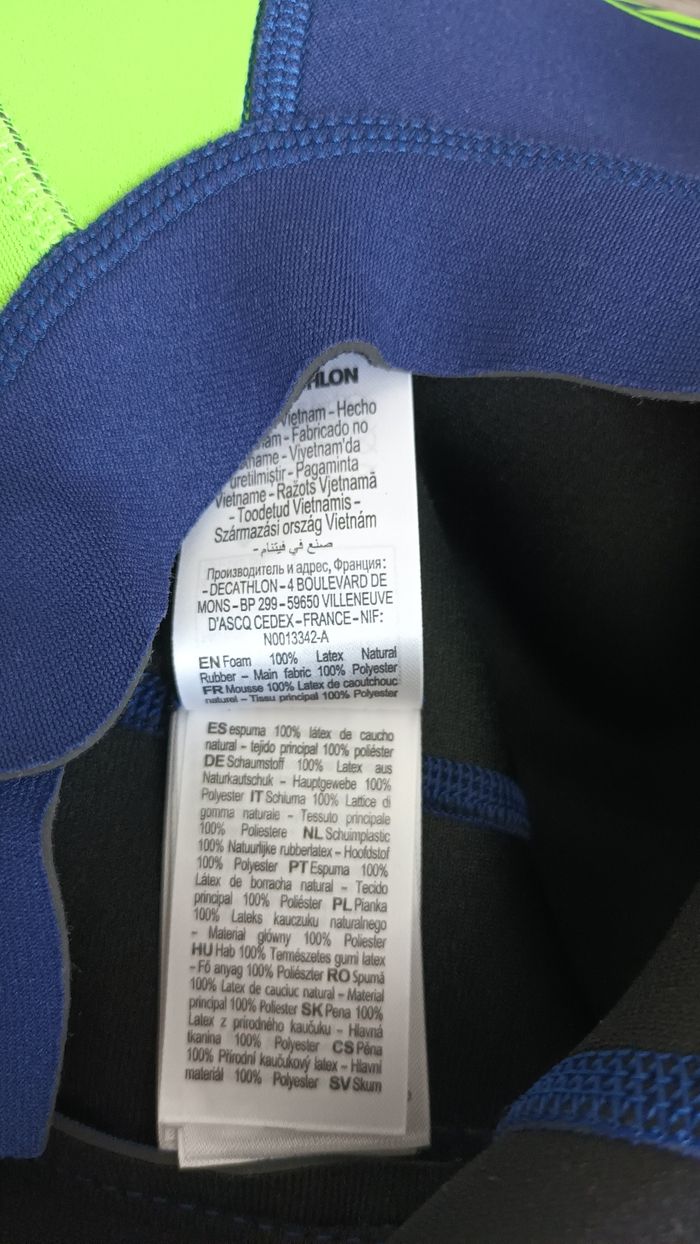 HLON
Vietnam - Hecho
am - Fabricado no
ame - Viyetnam'da
üretilmiştir - Pagaminta
Vietname - Ražots Vjetnamā
- Toodetud Vietnamis -
Származási ország Vietnám
صنع في فيتنام -
Производитель и адрес, Франция:
- DECATHLON - 4 BOULEVARD DE
MONS - BP 299 - 59650 VILLENEUVE
D'ASCQ CEDEX - FRANCE - NIF:
N0013342-A
EN Foam 100% Latex Natural
Rubber – Main fabric 100% Polyester
FR Mousse 100% Latex de caoutchouc
naturel – Tissu principal 100% Polyester
ES espuma 100% látex de caucho
natural – tejido principal 100% poliéster
DE Schaumstoff 100% Latex aus
Naturkautschuk – Hauptgewebe 100%
Polyester IT Schiuma 100% Lattice di
gomma naturale – Tessuto principale
100% Poliestere NL Schuimplastic
100% Natuurlijke rubberlatex – Hoofdstof
100% Polyester PT Espuma 100%
Látex de borracha natural – Tecido
principal 100% Poliéster PL Pianka
100% Lateks kauczuku naturalnego
– Materiał główny 100% Poliester
HU Hab 100% Természetes gumi latex
– Fő anyag 100% Poliészter RO Spumă
100% Latex de cauciuc natural – Material
principal 100% Poliester SK Pena 100%
Latex z prírodného kaučuku – Hlavná
tkanina 100% Polyester CS Pěna
100% Přírodní kaučukový latex – Hlavní
materiál 100% Polyester SV Skum